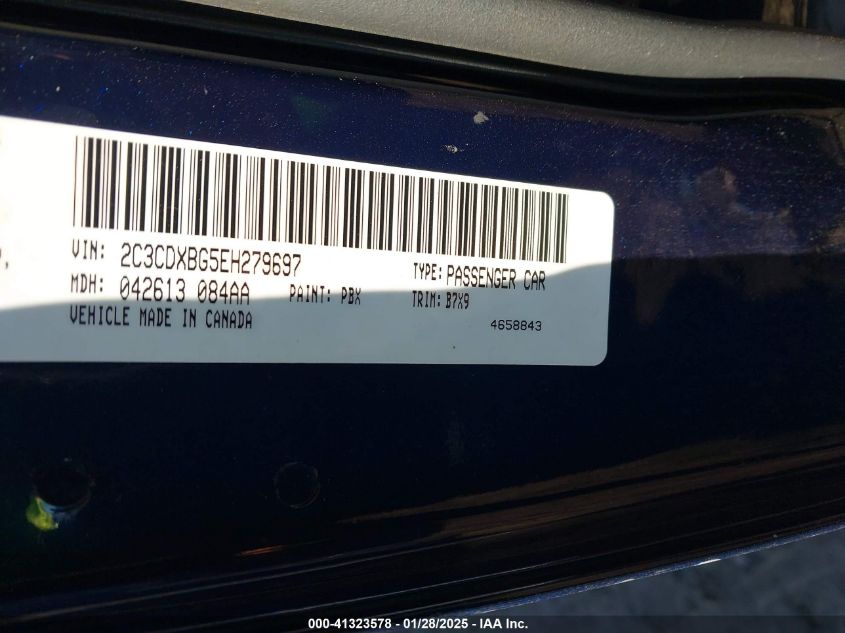 VIN: 2C3CDXBG5EH279697 TYPE: PASSENGER CAR
MDH: 042613 084AA PAINT: PBX TRIM: B7X9
VEHICLE MADE IN CANADA 4658843
000-41323578 - 01/28/2025 - IAA Inc.